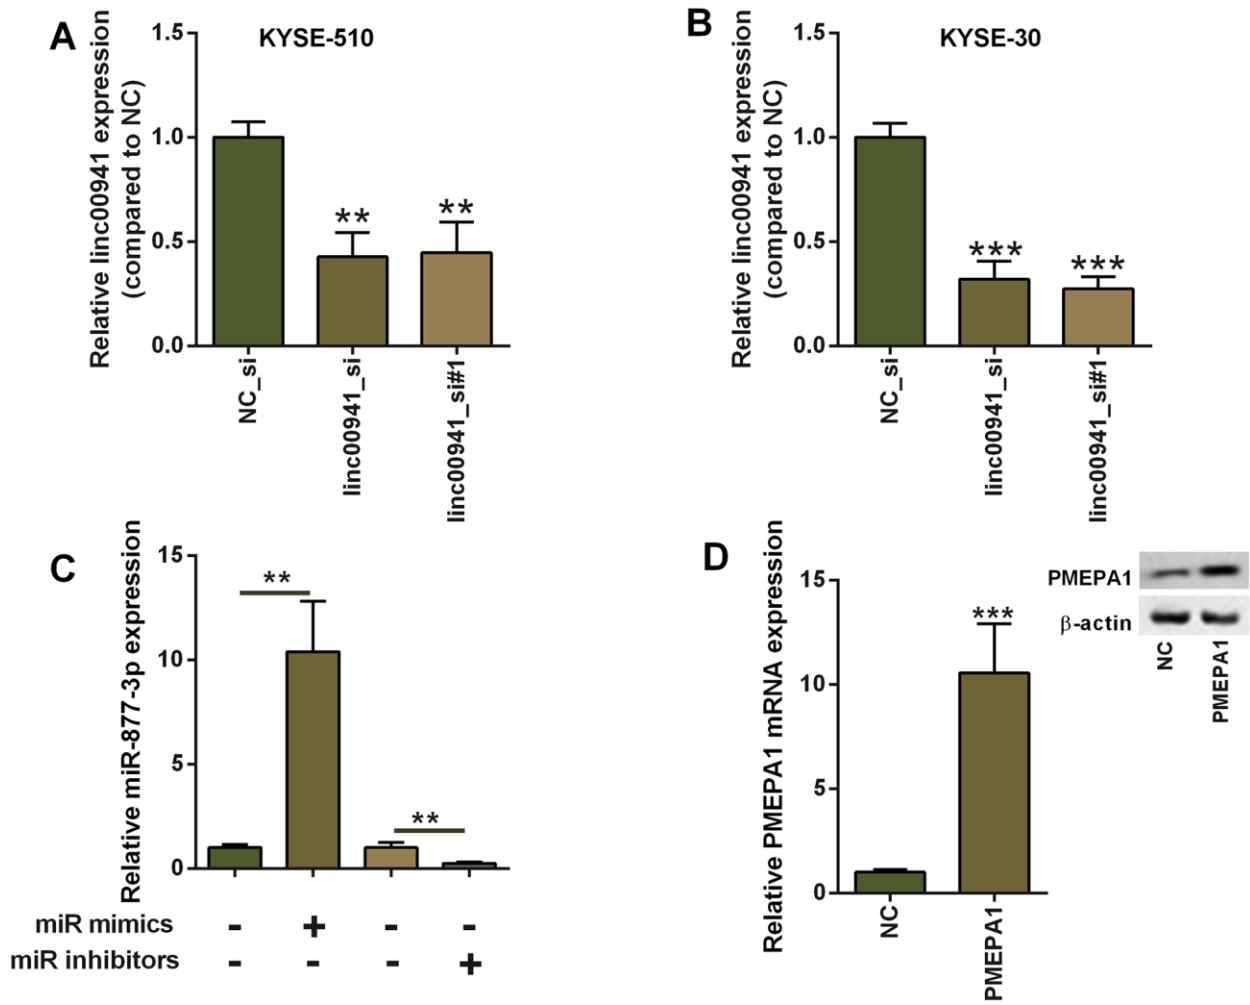 A
KYSE-510
Relative linc00941 expression
(compared to NC)
1.5
1.0
0.5
0.0
**
**
NC_si
linc00941_si
linc00941_si#1
B
KYSE-30
Relative linc00941 expression
(compared to NC)
1.5
1.0
0.5
0.0
***
***
NC_si
linc00941_si
linc00941_si#1
C
Relative miR-877-3p expression
15
10
5
0
**
**
miR mimics - + - -
miR inhibitors - - - +
D
Relative PMEPA1 mRNA expression
15
10
5
0
***
NC
PMEPA1
PMEPA1
β-actin
NC
PMEPA1